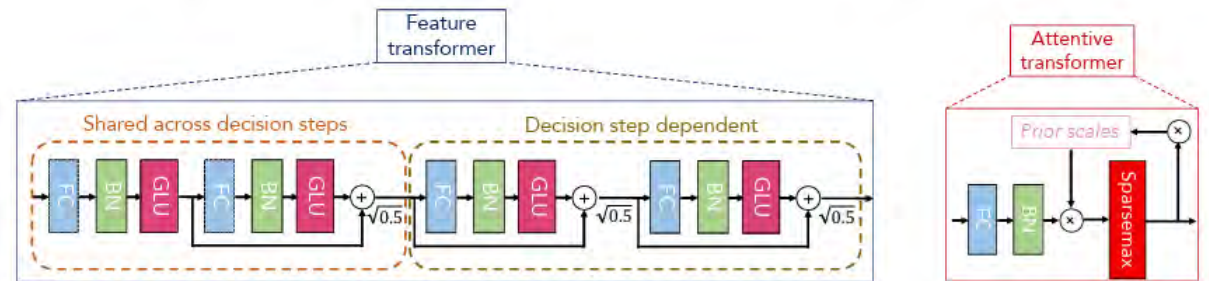 Feature
transformer
Attentive
transformer
Shared across decision steps
Decision step dependent
Prior scales
×
FC
BN
GLU
FC
BN
GLU
+
√0.5
FC
BN
GLU
+
√0.5
FC
BN
GLU
+
√0.5
FC
BN
×
Sparsemax